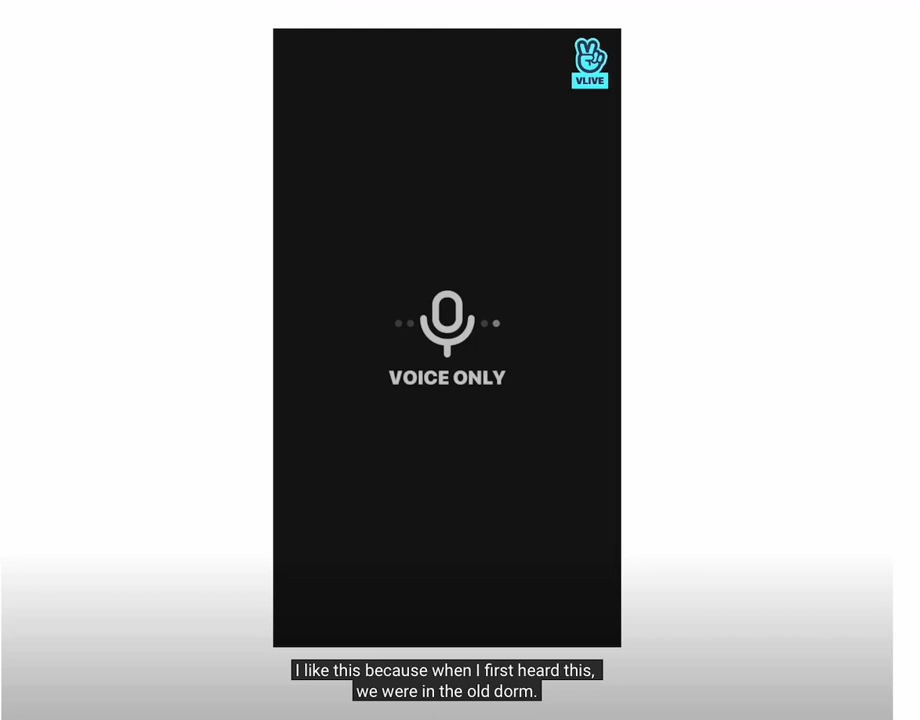 VLIVE
VOICE ONLY
I like this because when I first heard this,
we were in the old dorm.